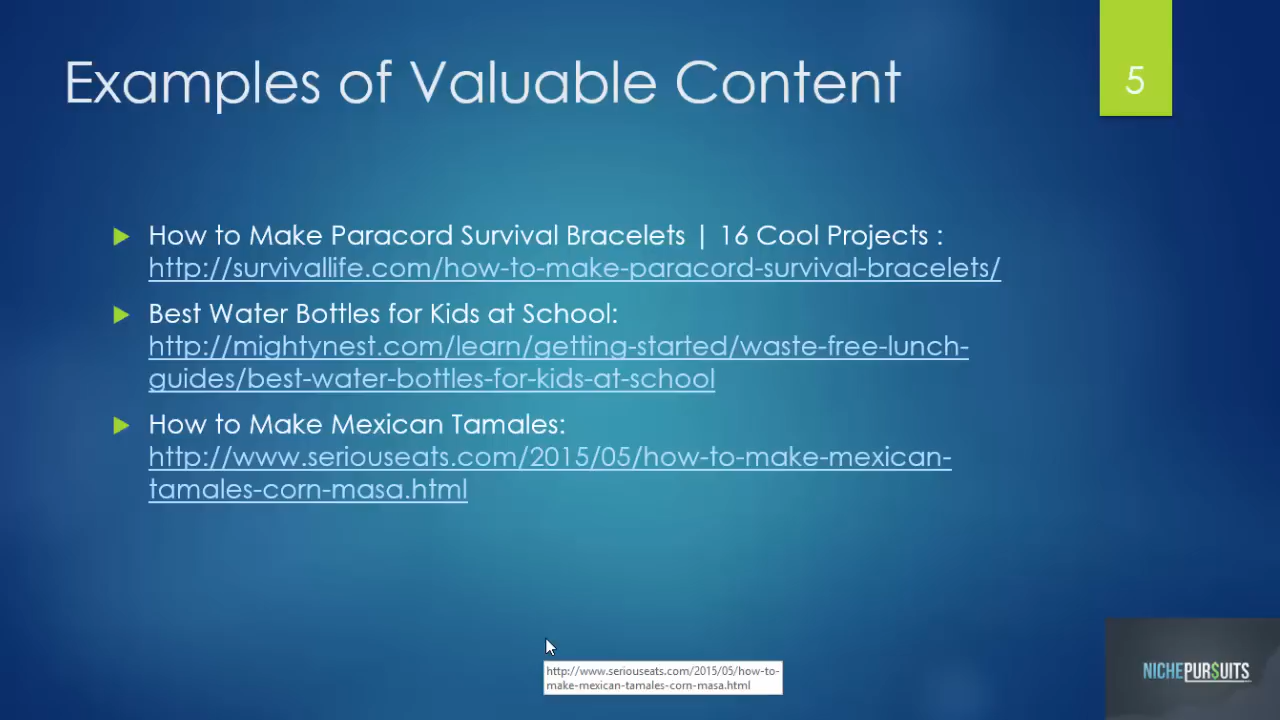 Examples of Valuable Content
5
How to Make Paracord Survival Bracelets | 16 Cool Projects :
http://survivallife.com/how-to-make-paracord-survival-bracelets/
Best Water Bottles for Kids at School:
http://mightynest.com/learn/getting-started/waste-free-lunch-
guides/best-water-bottles-for-kids-at-school
How to Make Mexican Tamales:
http://www.seriouseats.com/2015/05/how-to-make-mexican-
tamales-corn-masa.html
http://www.seriouseats.com/2015/05/how-to-
make-mexican-tamales-corn-masa.html
NICHEPUR$UITS